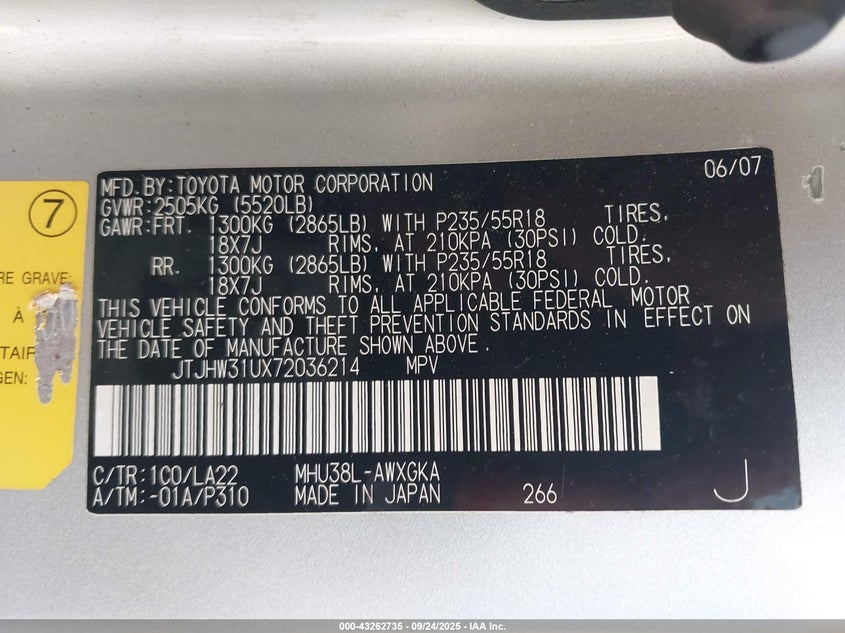 06/07
MFD. BY: TOYOTA MOTOR CORPORATION
GVWR: 2505KG (5520LB)
GAWR: FRT. 1300KG (2865LB) WITH P235/55R18 TIRES,
18X7J RIMS, AT 210KPA (30PSI) COLD.
RR. 1300KG (2865LB) WITH P235/55R18 TIRES,
18X7J RIMS, AT 210KPA (30PSI) COLD.
THIS VEHICLE CONFORMS TO ALL APPLICABLE FEDERAL MOTOR
VEHICLE SAFETY AND THEFT PREVENTION STANDARDS IN EFFECT ON
THE DATE OF MANUFACTURE SHOWN ABOVE.
JTJHW31UX72036214 MPV
C/TR: 1C0/LA22 MHU38L-AWXGKA
A/TM: -01A/P310 MADE IN JAPAN 266 J
7
RE GRAVE:
À
TAIR
GEN:
000-43262735 - 09/24/2025 - IAA Inc.